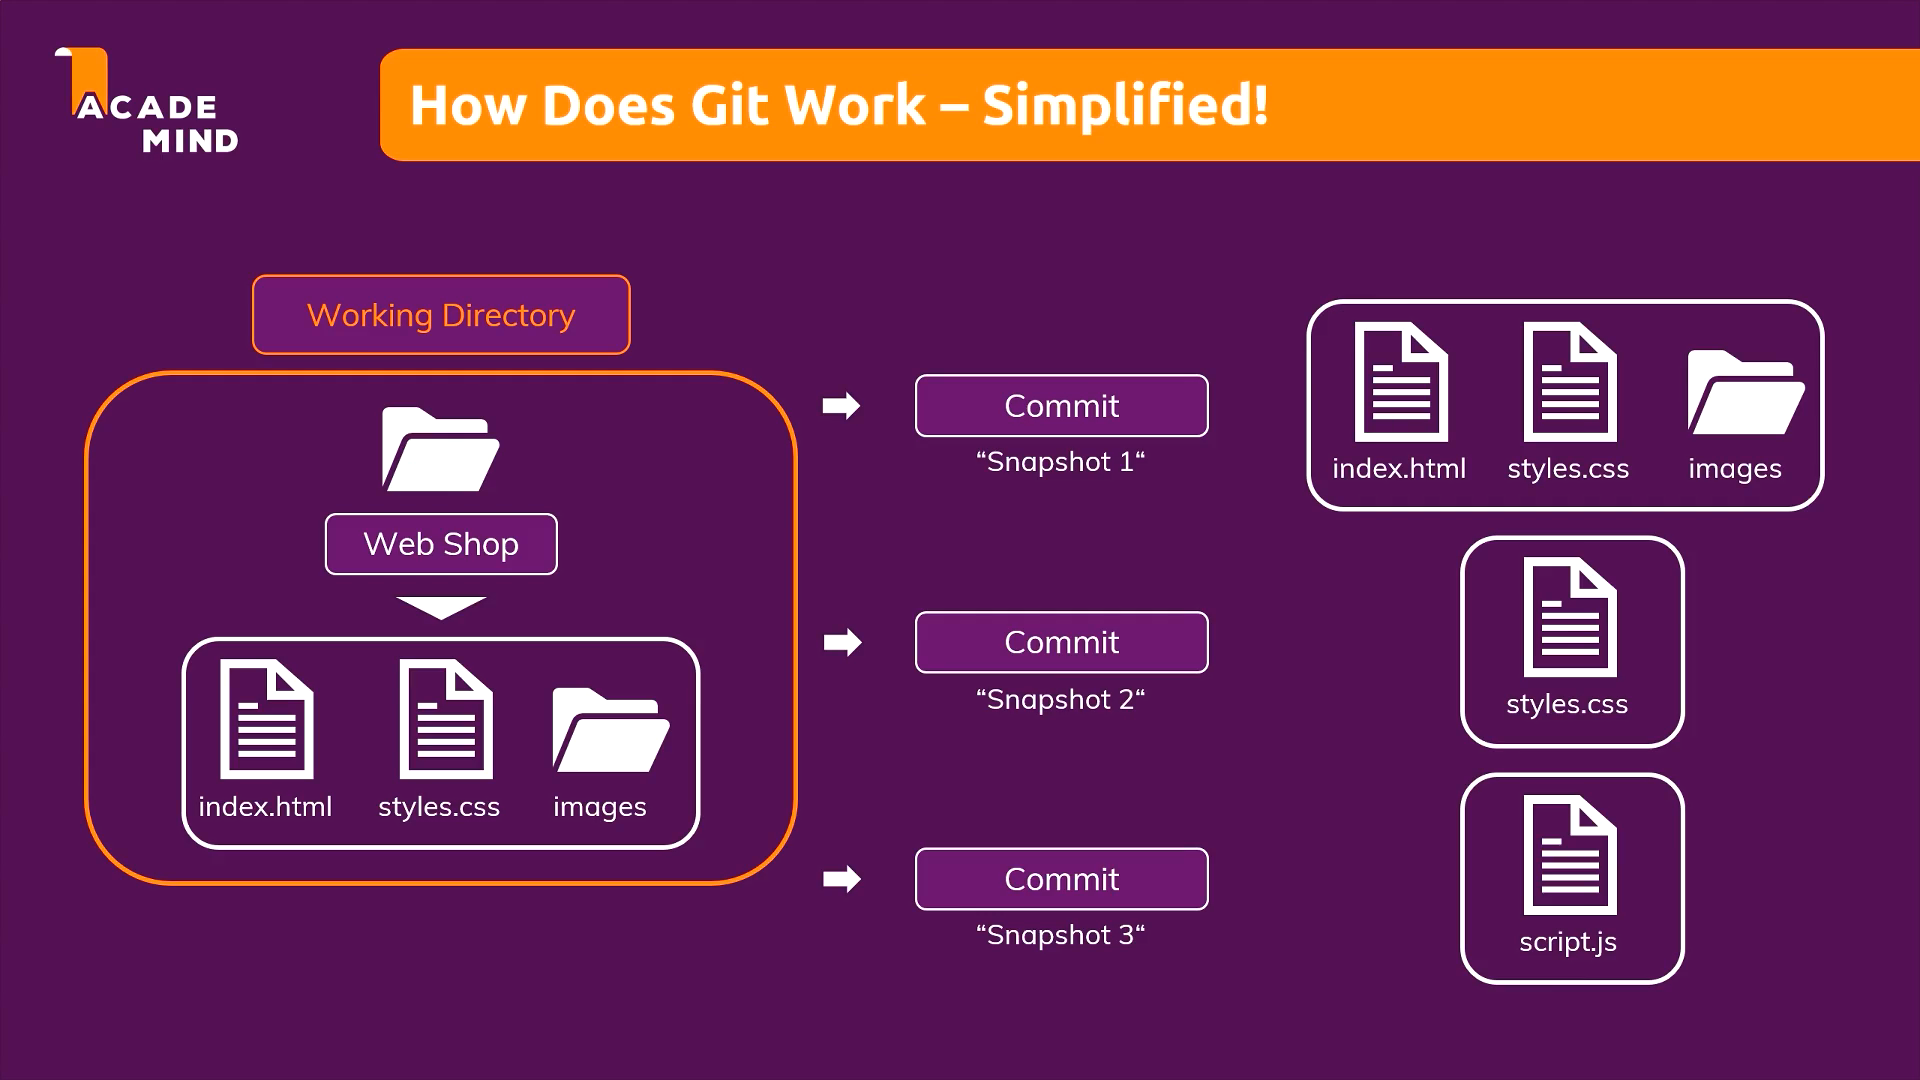 ACADE
MIND
How Does Git Work – Simplified!
Working Directory
Web Shop
index.html styles.css images
Commit
“Snapshot 1“
index.html styles.css images
Commit
“Snapshot 2“
styles.css
Commit
“Snapshot 3“
script.js